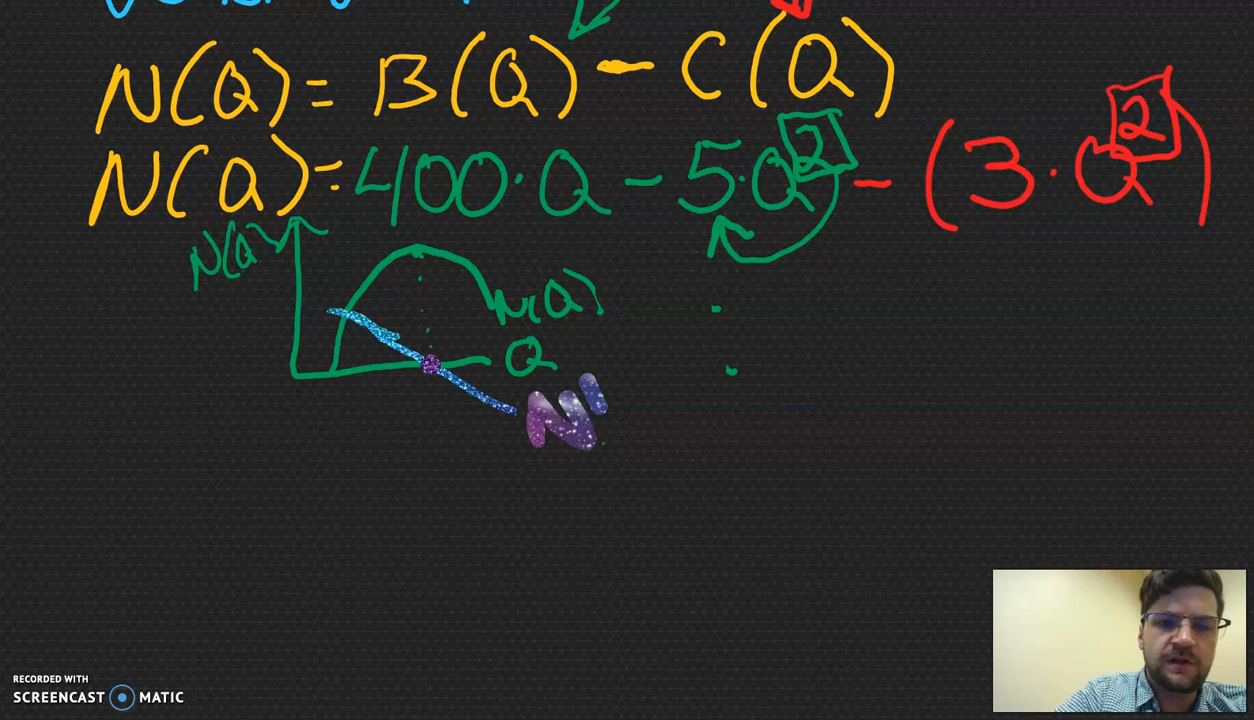 N(Q) = B(Q) - C(Q)
N(Q) = 400·Q - 5·Q² - (3·Q²)
N(Q)
N(Q)
Q
N'
RECORDED WITH
SCREENCAST MATIC